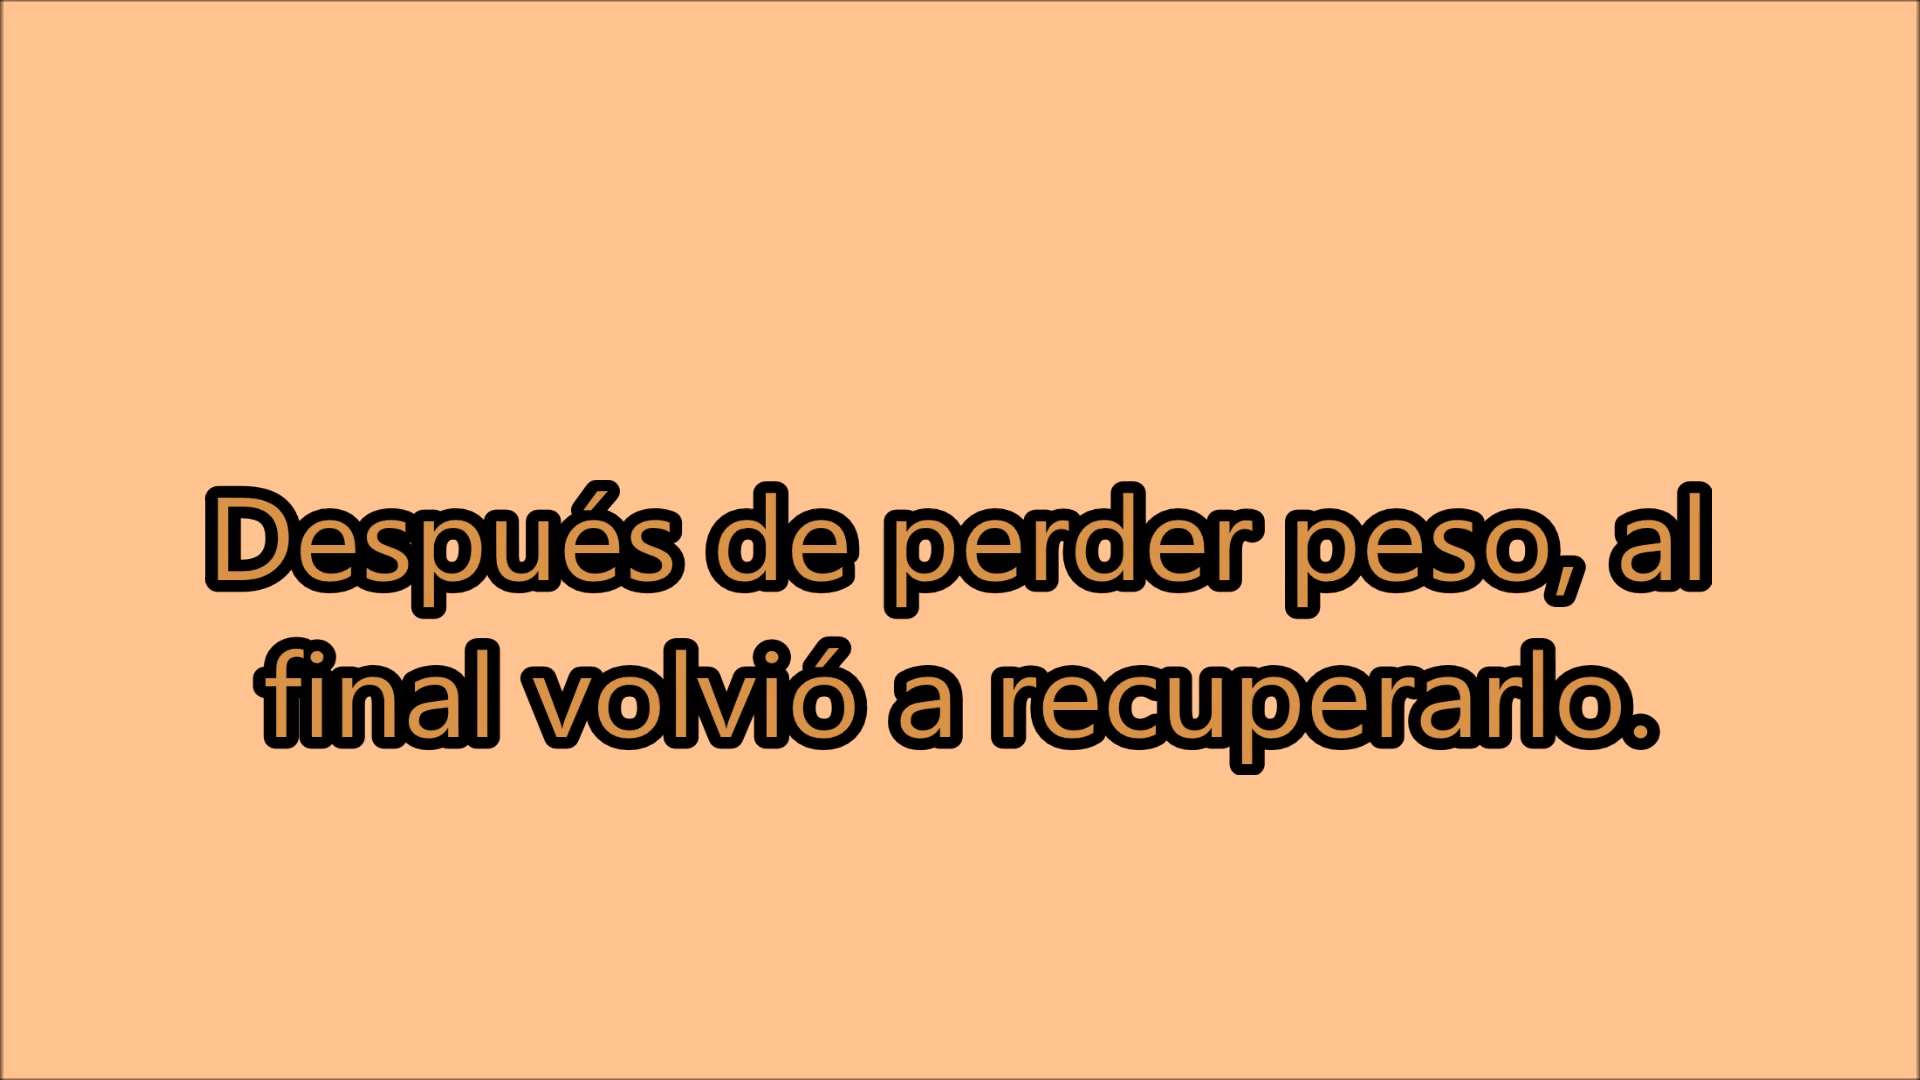 Después de perder peso, al
final volvió a recuperarlo.